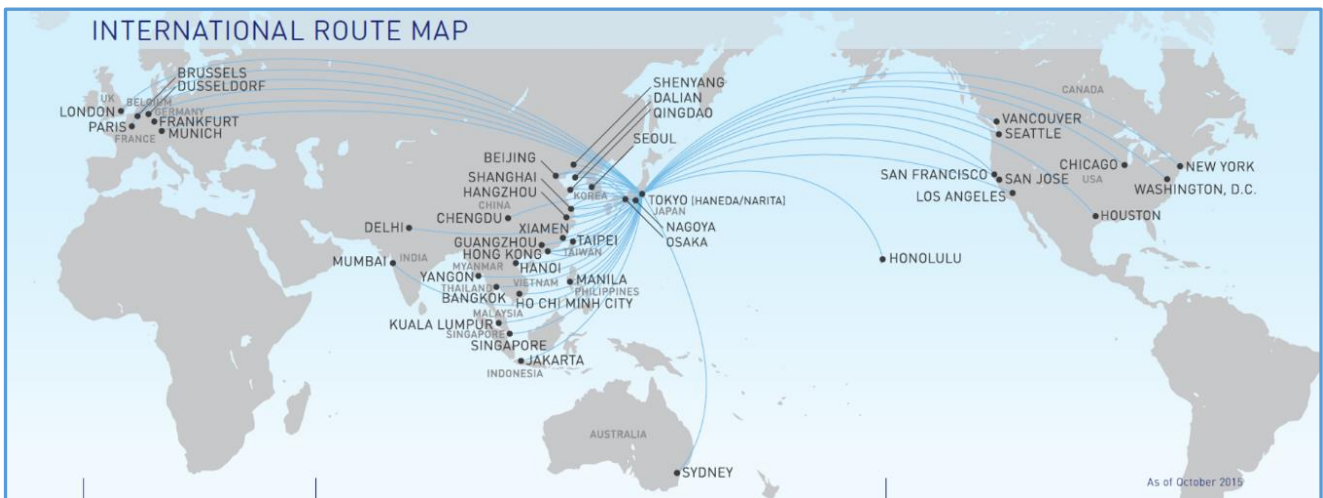 INTERNATIONAL ROUTE MAP
BRUSSELS
DUSSELDORF
UK
BELGIUM
GERMANY
LONDON
FRANKFURT
PARIS
MUNICH
FRANCE
SHENYANG
DALIAN
QINGDAO
SEOUL
BEIJING
SHANGHAI
HANGZHOU
KOREA
CHINA
CHENGDU
TOKYO [HANEDA/NARITA]
JAPAN
NAGOYA
OSAKA
XIAMEN
DELHI
GUANGZHOU
TAIPEI
HONG KONG
TAIWAN
MUMBAI
INDIA
MYANMAR
HANOI
YANGON
THAILAND
VIETNAM
MANILA
PHILIPPINES
BANGKOK
HO CHI MINH CITY
MALAYSIA
KUALA LUMPUR
SINGAPORE
SINGAPORE
JAKARTA
INDONESIA
AUSTRALIA
SYDNEY
CANADA
VANCOUVER
SEATTLE
CHICAGO
NEW YORK
SAN FRANCISCO
SAN JOSE
USA
WASHINGTON, D.C.
LOS ANGELES
HOUSTON
HONOLULU
As of October 2015